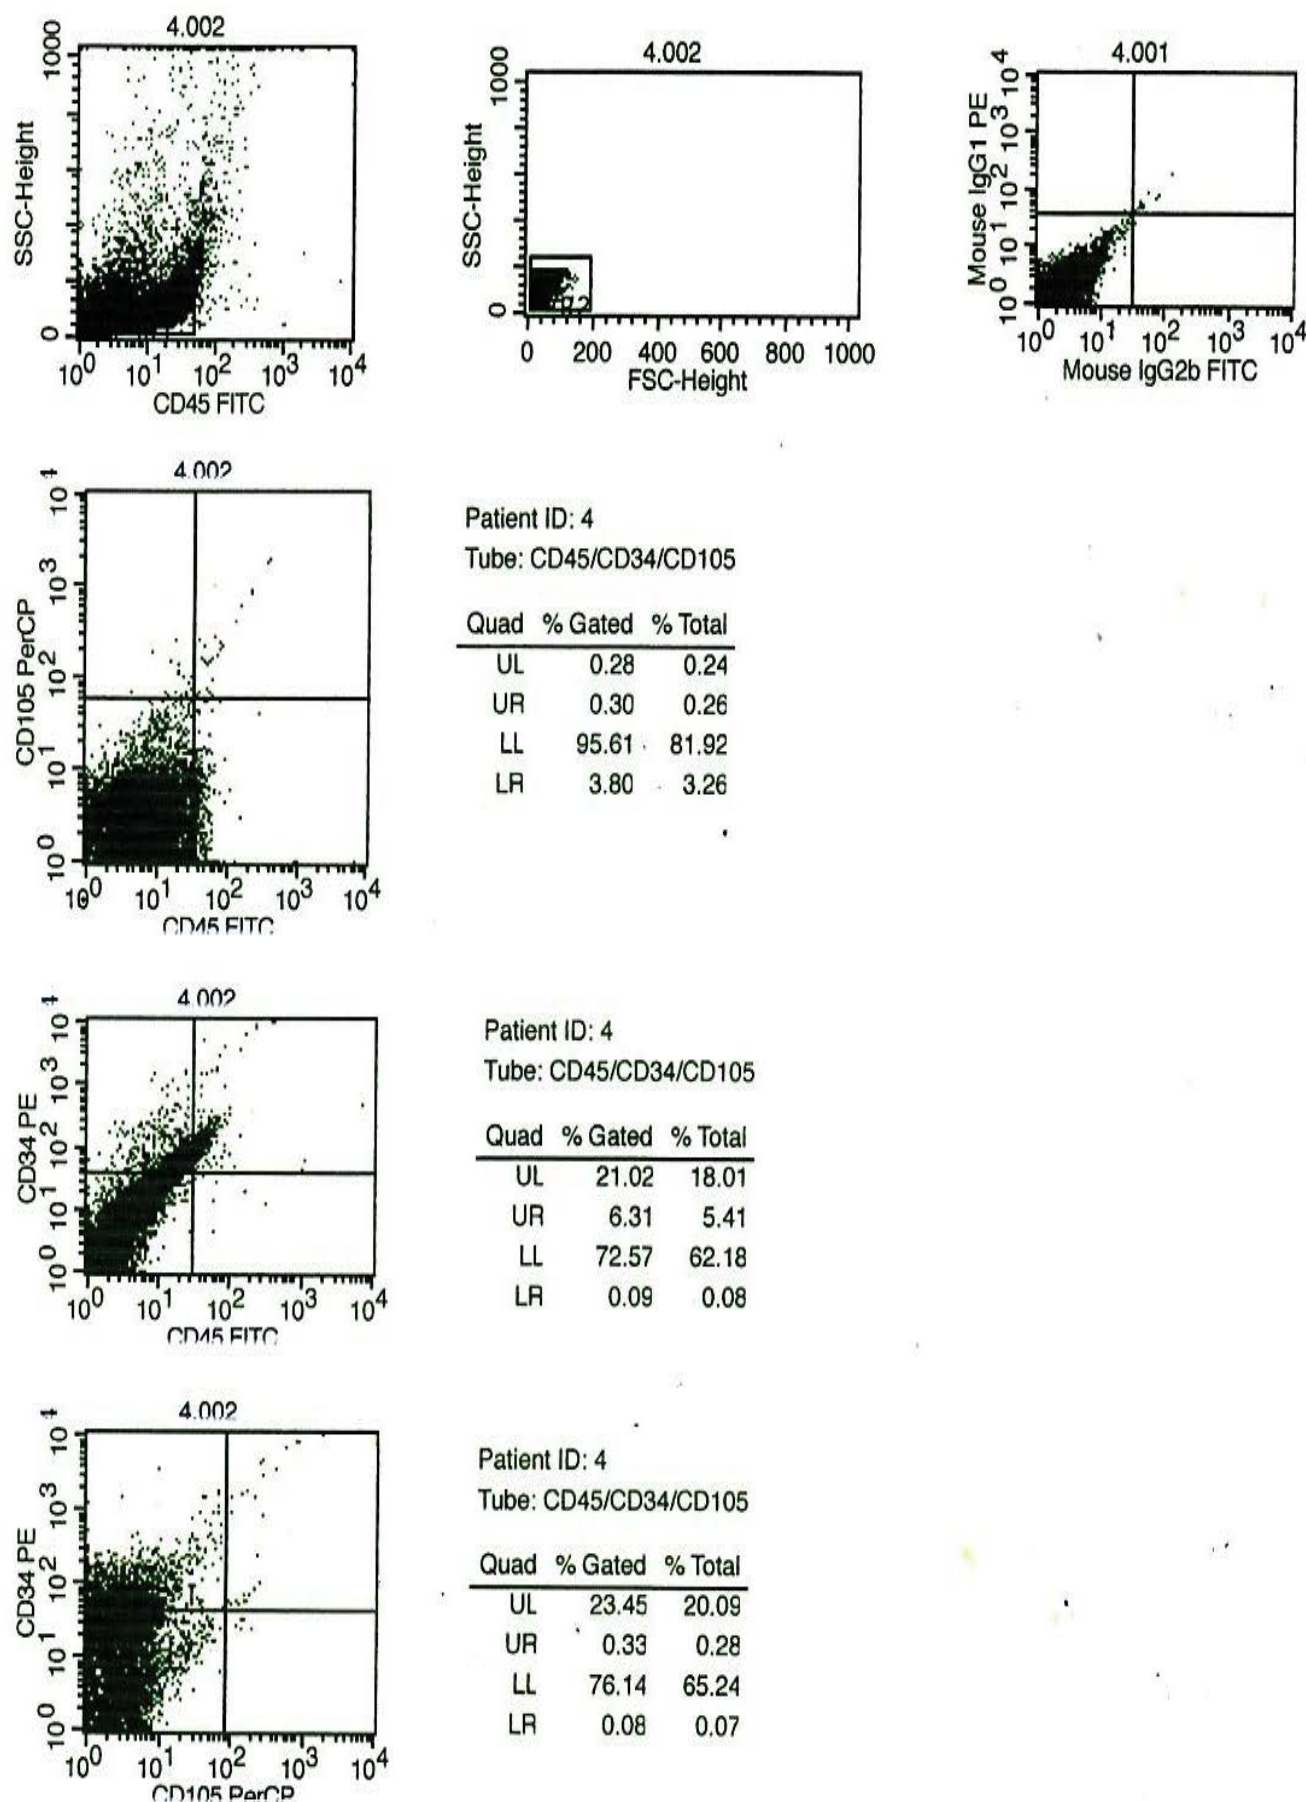 4.002
1000
SSC-Height
0
10^0 10^1 10^2 10^3 10^4
CD45 FITC
4.002
1000
SSC-Height
0
R2
0 200 400 600 800 1000
FSC-Height
4.001
10^4
10^3
10^2
10^1
10^0
Mouse IgG1 PE
10^0 10^1 10^2 10^3 10^4
Mouse IgG2b FITC
4.002
10^4
10^3
10^2
10^1
10^0
CD105 PerCP
10^0 10^1 10^2 10^3 10^4
CD45 FITC
Patient ID: 4
Tube: CD45/CD34/CD105
Quad % Gated % Total
UL 0.28 0.24
UR 0.30 0.26
LL 95.61 81.92
LR 3.80 3.26
4.002
10^4
10^3
10^2
10^1
10^0
CD34 PE
10^0 10^1 10^2 10^3 10^4
CD45 FITC
Patient ID: 4
Tube: CD45/CD34/CD105
Quad % Gated % Total
UL 21.02 18.01
UR 6.31 5.41
LL 72.57 62.18
LR 0.09 0.08
4.002
10^4
10^3
10^2
10^1
10^0
CD34 PE
10^0 10^1 10^2 10^3 10^4
CD105 PerCP
Patient ID: 4
Tube: CD45/CD34/CD105
Quad % Gated % Total
UL 23.45 20.09
UR 0.33 0.28
LL 76.14 65.24
LR 0.08 0.07